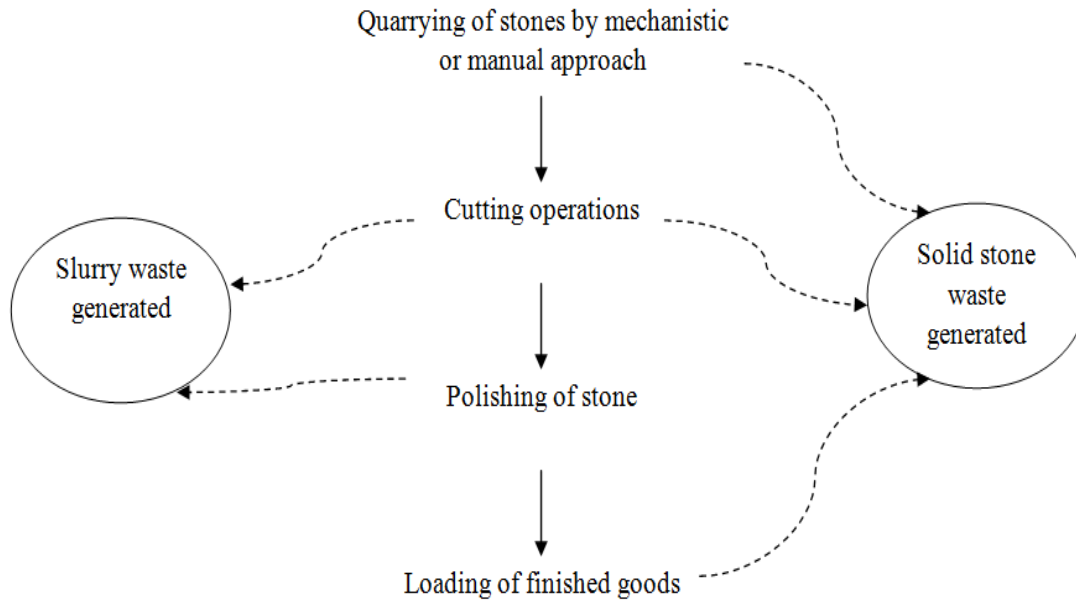 Quarrying of stones by mechanistic
or manual approach
Cutting operations
Slurry waste
generated
Solid stone
waste
generated
Polishing of stone
Loading of finished goods